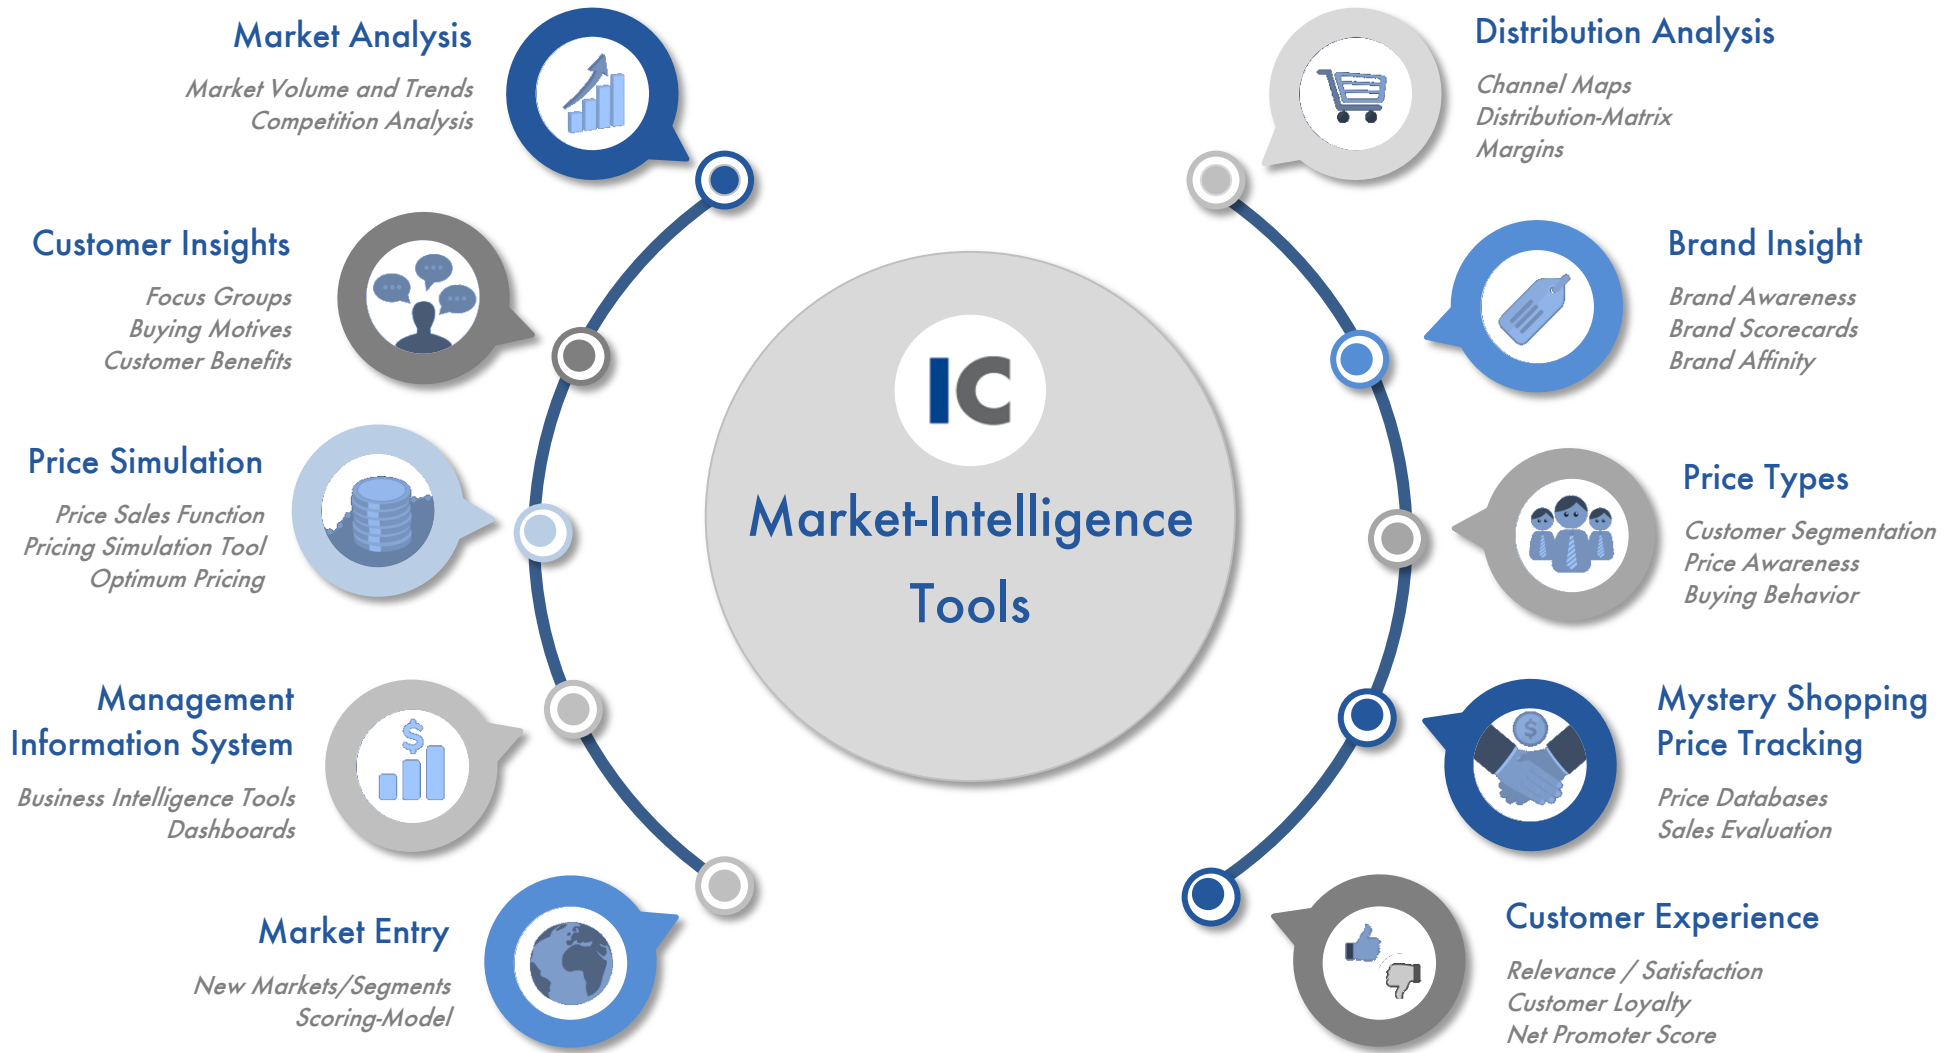 Market Analysis
Market Volume and Trends
Competition Analysis
Customer Insights
Focus Groups
Buying Motives
Customer Benefits
Price Simulation
Price Sales Function
Pricing Simulation Tool
Optimum Pricing
Management
Information System
Business Intelligence Tools
Dashboards
$
Market Entry
New Markets/Segments
Scoring-Model
IC
Market-Intelligence
Tools
Distribution Analysis
Channel Maps
Distribution-Matrix
Margins
Brand Insight
Brand Awareness
Brand Scorecards
Brand Affinity
Price Types
Customer Segmentation
Price Awareness
Buying Behavior
Mystery Shopping
Price Tracking
$
Price Databases
Sales Evaluation
Customer Experience
Relevance / Satisfaction
Customer Loyalty
Net Promoter Score